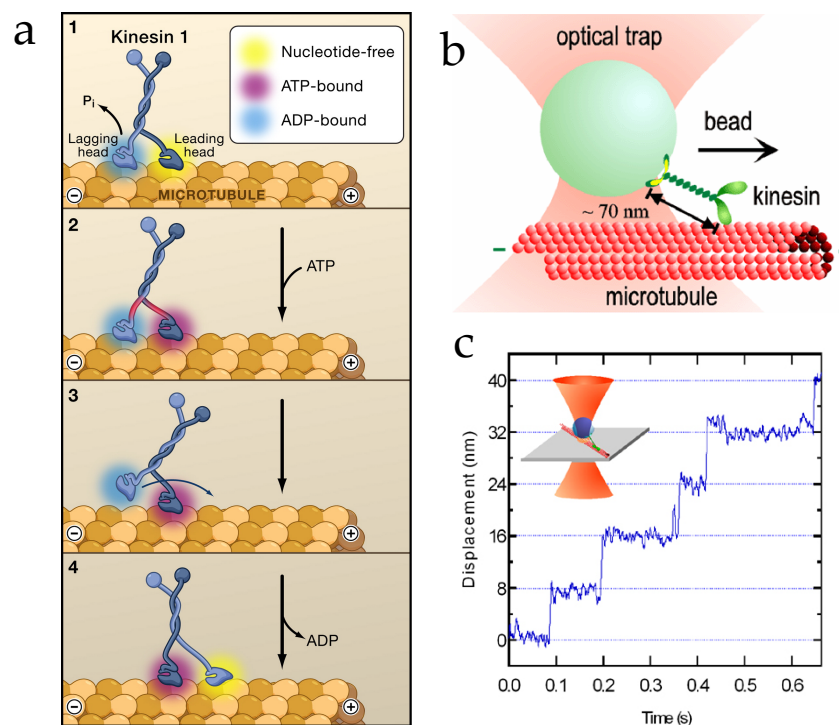 a
1
Kinesin 1
Nucleotide-free
ATP-bound
ADP-bound
Pi
Lagging
head
Leading
head
MICROTUBULE
−
+
2
ATP
−
+
3
−
+
4
ADP
−
+
b
optical trap
bead
kinesin
~ 70 nm
−
microtubule
c
Displacement (nm)
40
32
24
16
8
0
0.0 0.1 0.2 0.3 0.4 0.5 0.6
Time (s)